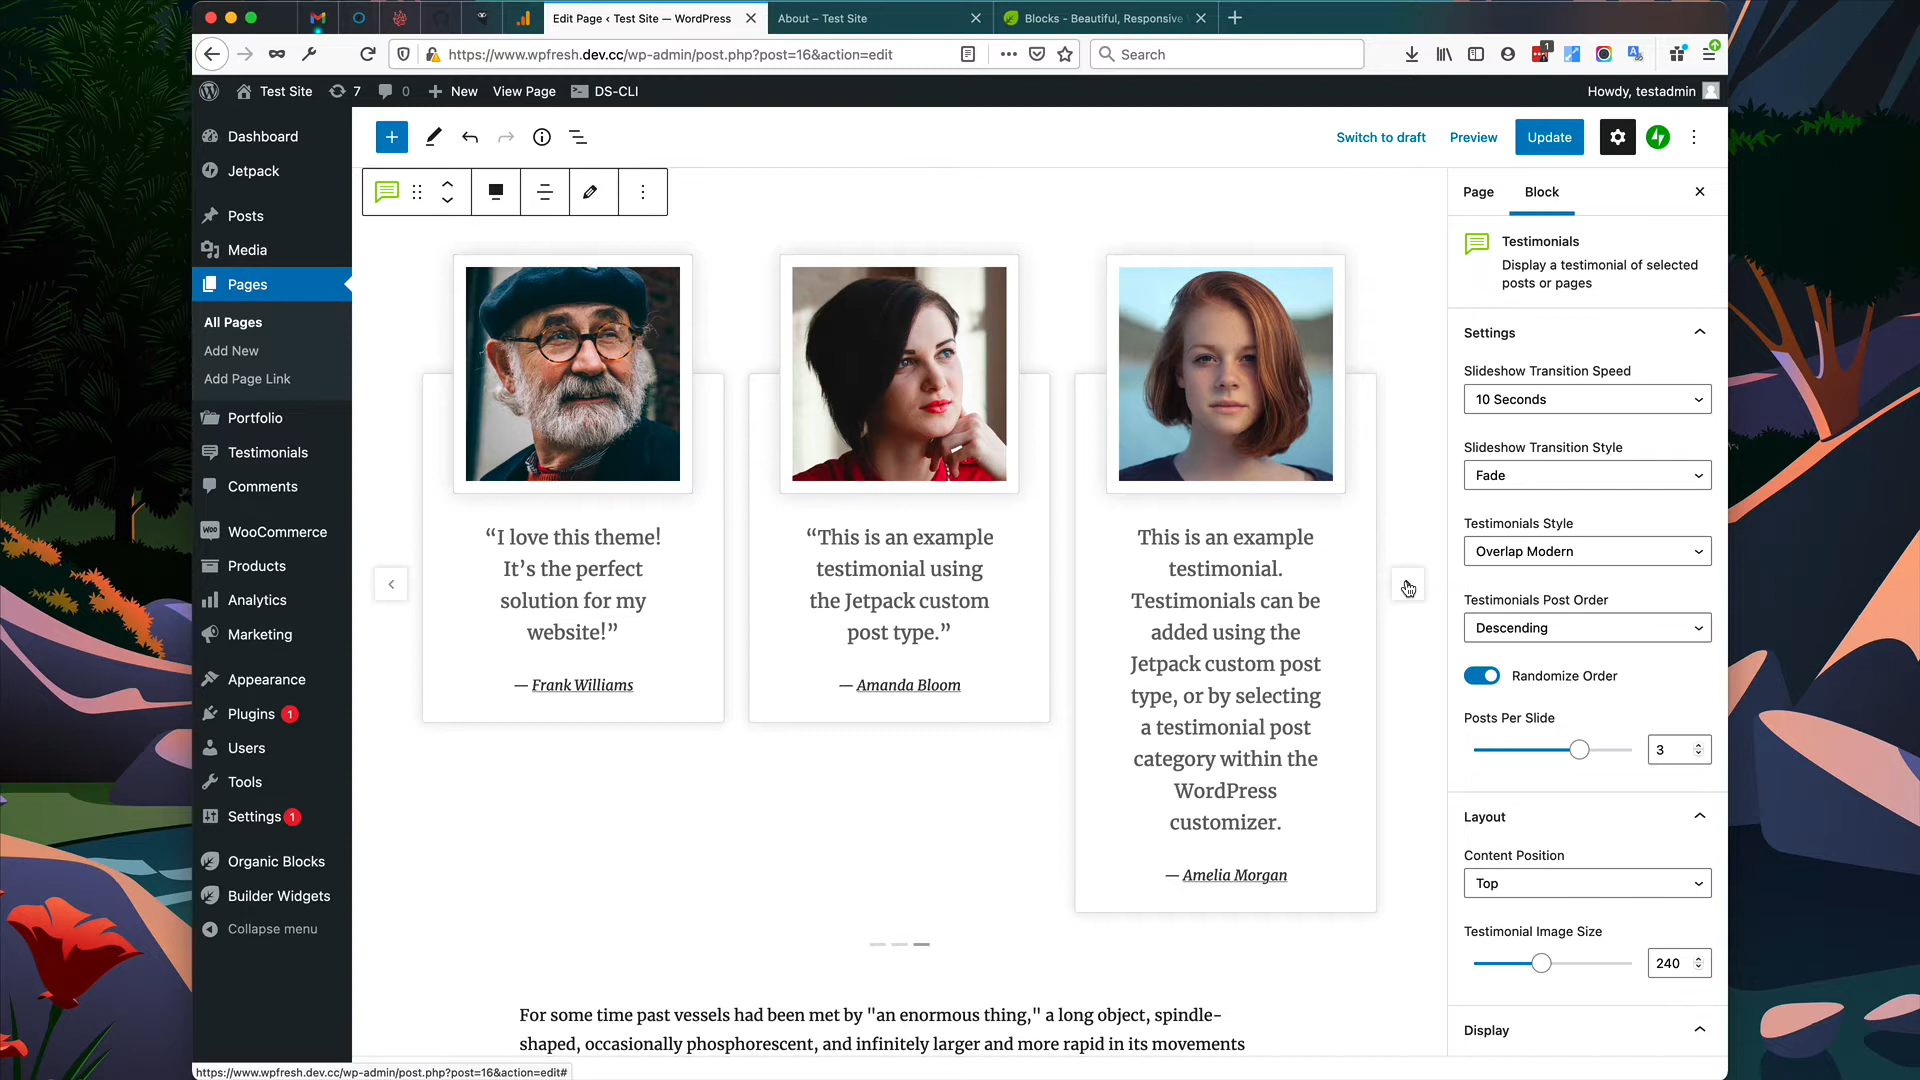 Edit Page ‹ Test Site — WordPress
About – Test Site
Blocks - Beautiful, Responsive
https://www.wpfresh.dev.cc/wp-admin/post.php?post=16&action=edit
Search
1
Test Site
7
0
New
View Page
DS-CLI
Howdy, testadmin
Dashboard
Jetpack
Posts
Media
Pages
All Pages
Add New
Add Page Link
Portfolio
Testimonials
Comments
WooCommerce
Products
Analytics
Marketing
Appearance
Plugins 1
Users
Tools
Settings 1
Organic Blocks
Builder Widgets
Collapse menu
Switch to draft
Preview
Update
“I love this theme!
It’s the perfect
solution for my
website!”
— Frank Williams
“This is an example
testimonial using
the Jetpack custom
post type.”
— Amanda Bloom
This is an example
testimonial.
Testimonials can be
added using the
Jetpack custom post
type, or by selecting
a testimonial post
category within the
WordPress
customizer.
— Amelia Morgan
For some time past vessels had been met by "an enormous thing," a long object, spindle-
shaped, occasionally phosphorescent, and infinitely larger and more rapid in its movements
Page
Block
Testimonials
Display a testimonial of selected
posts or pages
Settings
Slideshow Transition Speed
10 Seconds
Slideshow Transition Style
Fade
Testimonials Style
Overlap Modern
Testimonials Post Order
Descending
Randomize Order
Posts Per Slide
3
Layout
Content Position
Top
Testimonial Image Size
240
Display
https://www.wpfresh.dev.cc/wp-admin/post.php?post=16&action=edit#